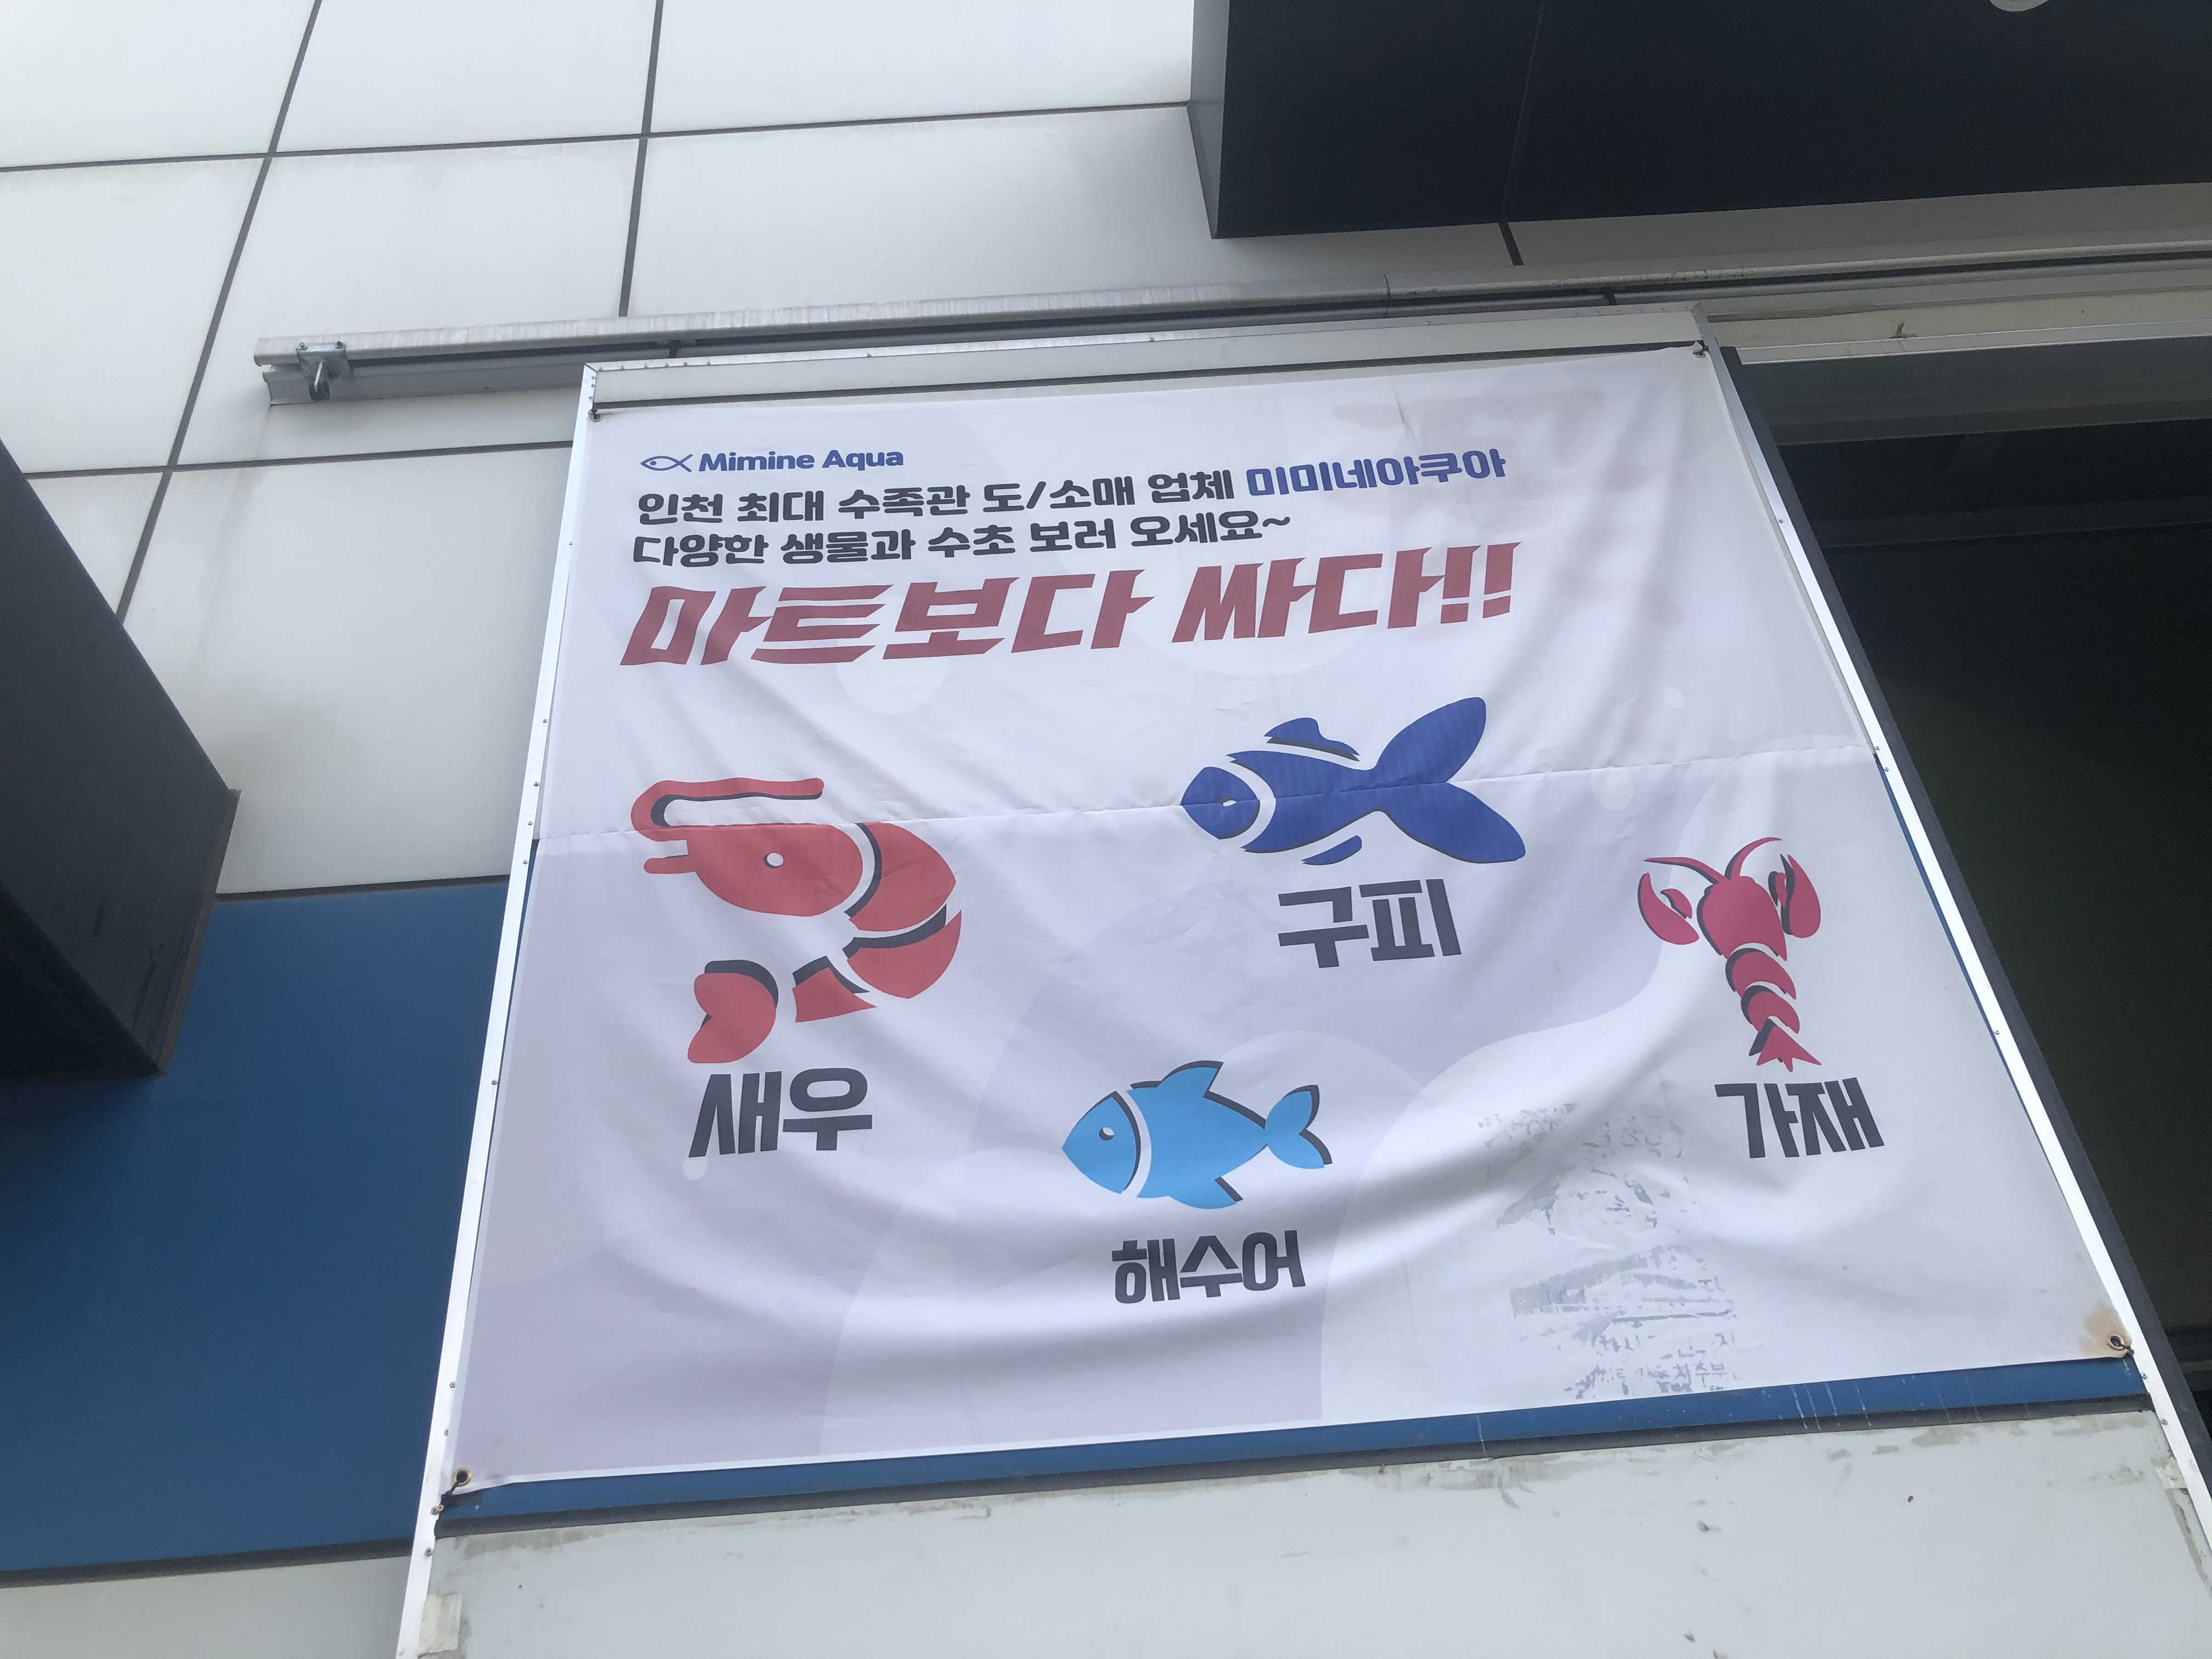 Mimine Aqua
인천 최대 수족관 도/소매 업체 미미네아쿠아
다양한 생물과 수초 보러 오세요~
마트보다 싸다!!
구피
새우
가재
해수어